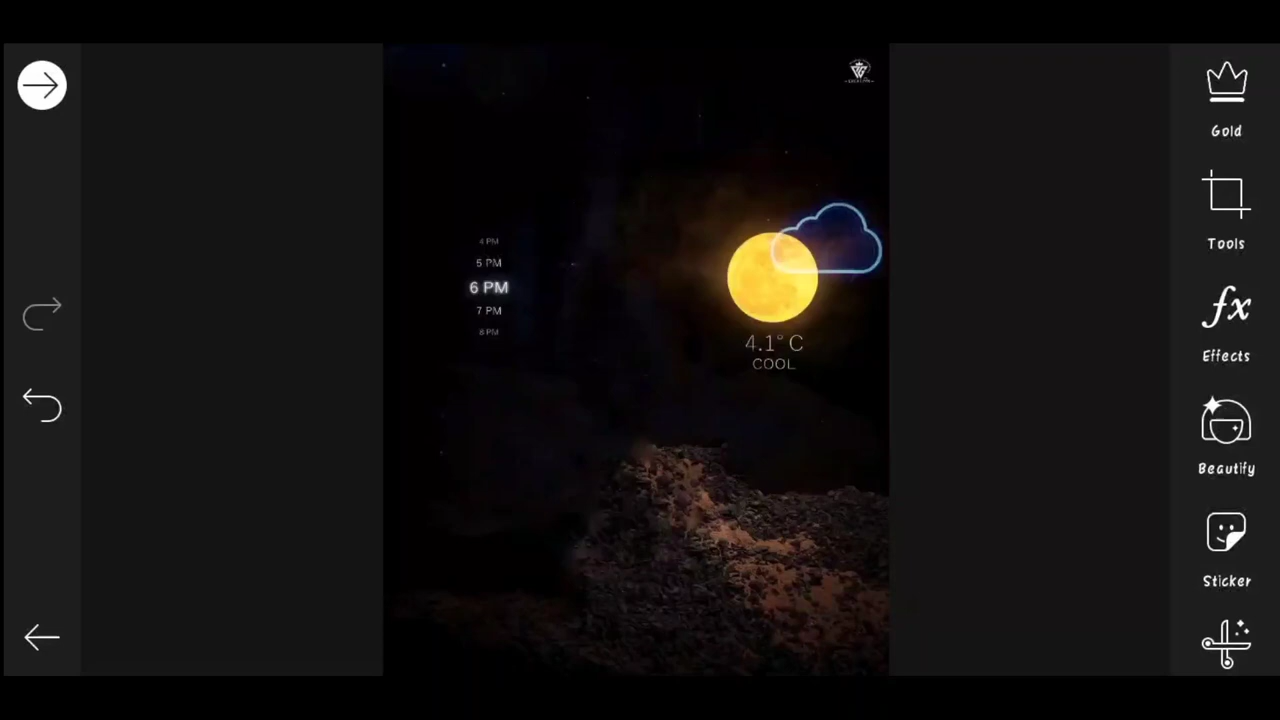 Gold
Tools
fx
Effects
Beautify
Sticker
4 PM
5 PM
6 PM
7 PM
8 PM
4.1° C
COOL